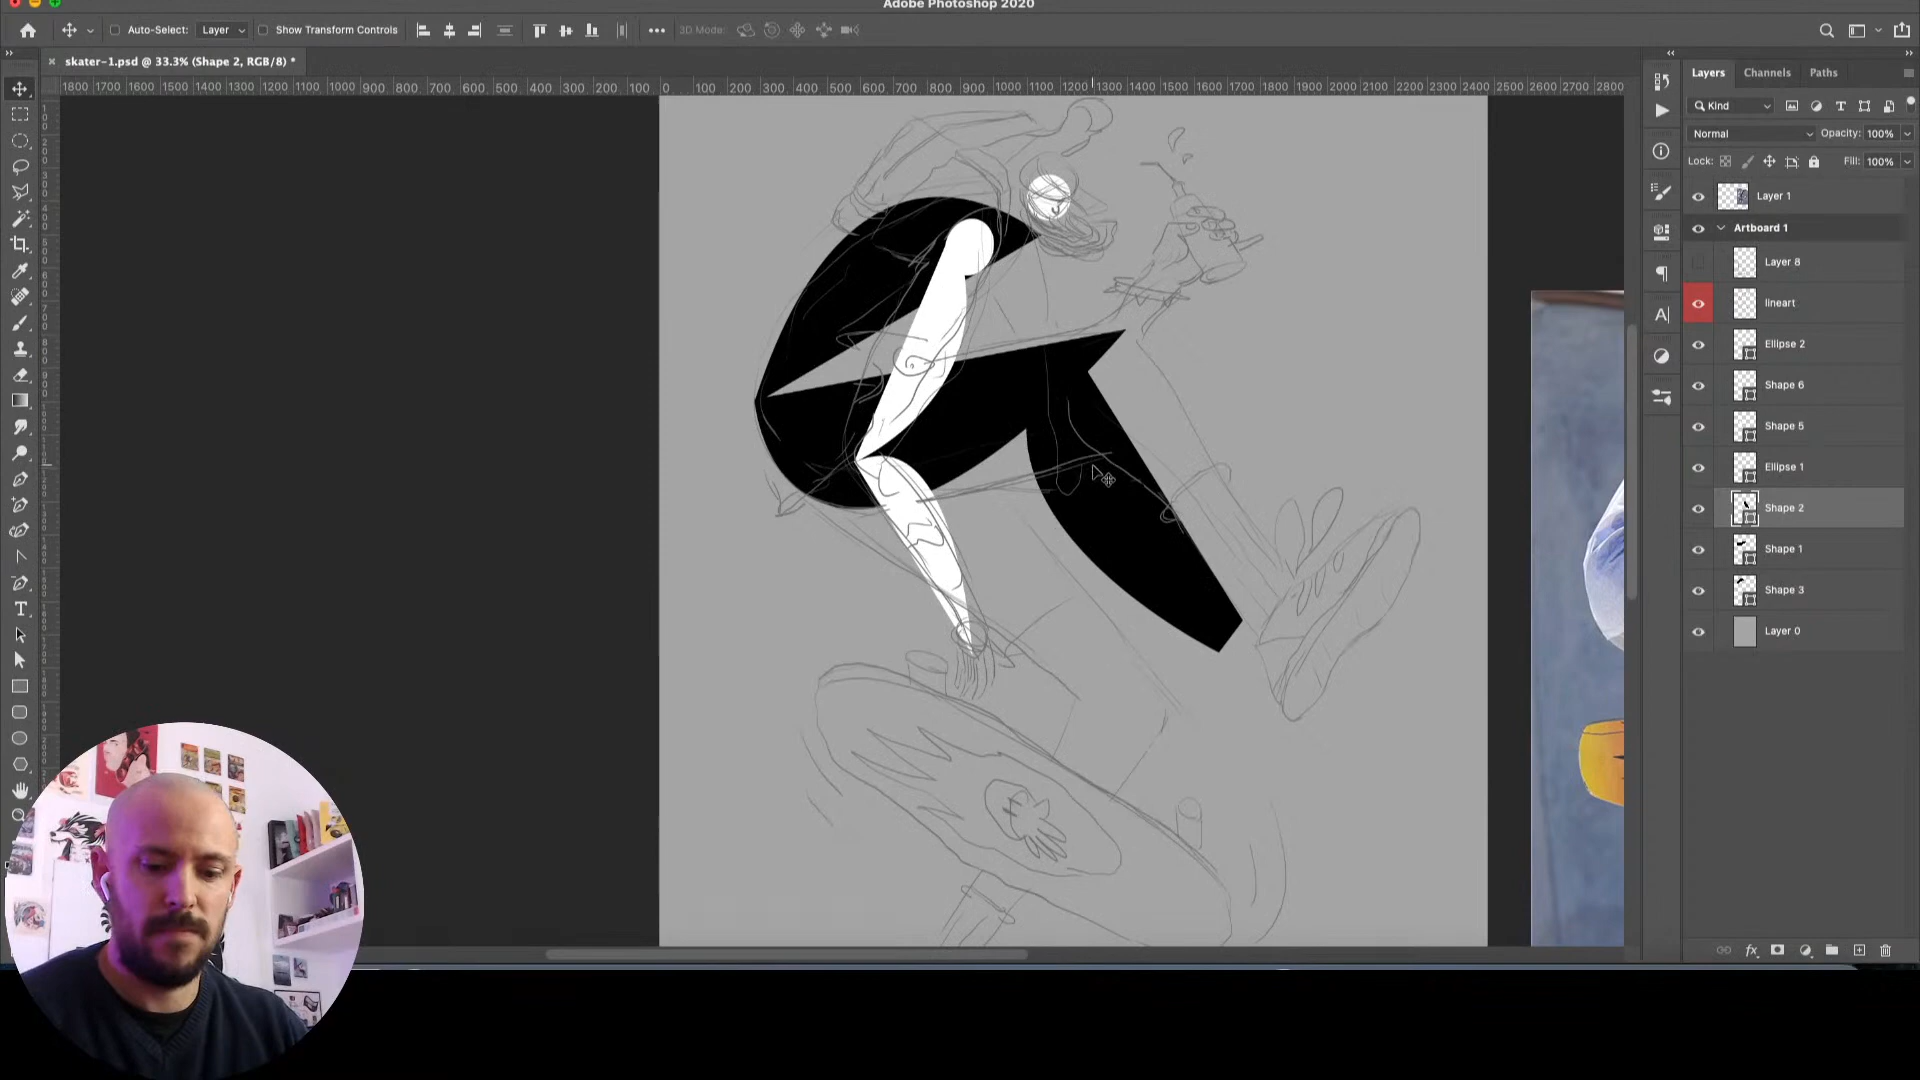 Adobe Photoshop 2020
Auto-Select: Layer Show Transform Controls 3D Mode:
skater-1.psd @ 33.3% (Shape 2, RGB/8) *
1800 1700 1600 1500 1400 1300 1200 1100 1000 900 800 700 600 500 400 300 200 100 0 100 200 300 400 500 600 700 800 900 1000 1100 1200 1300 1400 1500 1600 1700 1800 1900 2000 2100 2200 2300 2400 2500 2600 2700 2800
Layers Channels Paths
Kind
Normal Opacity: 100%
Lock: Fill: 100%
Layer 1
Artboard 1
Layer 8
lineart
Ellipse 2
Shape 6
Shape 5
Ellipse 1
Shape 2
Shape 1
Shape 3
Layer 0